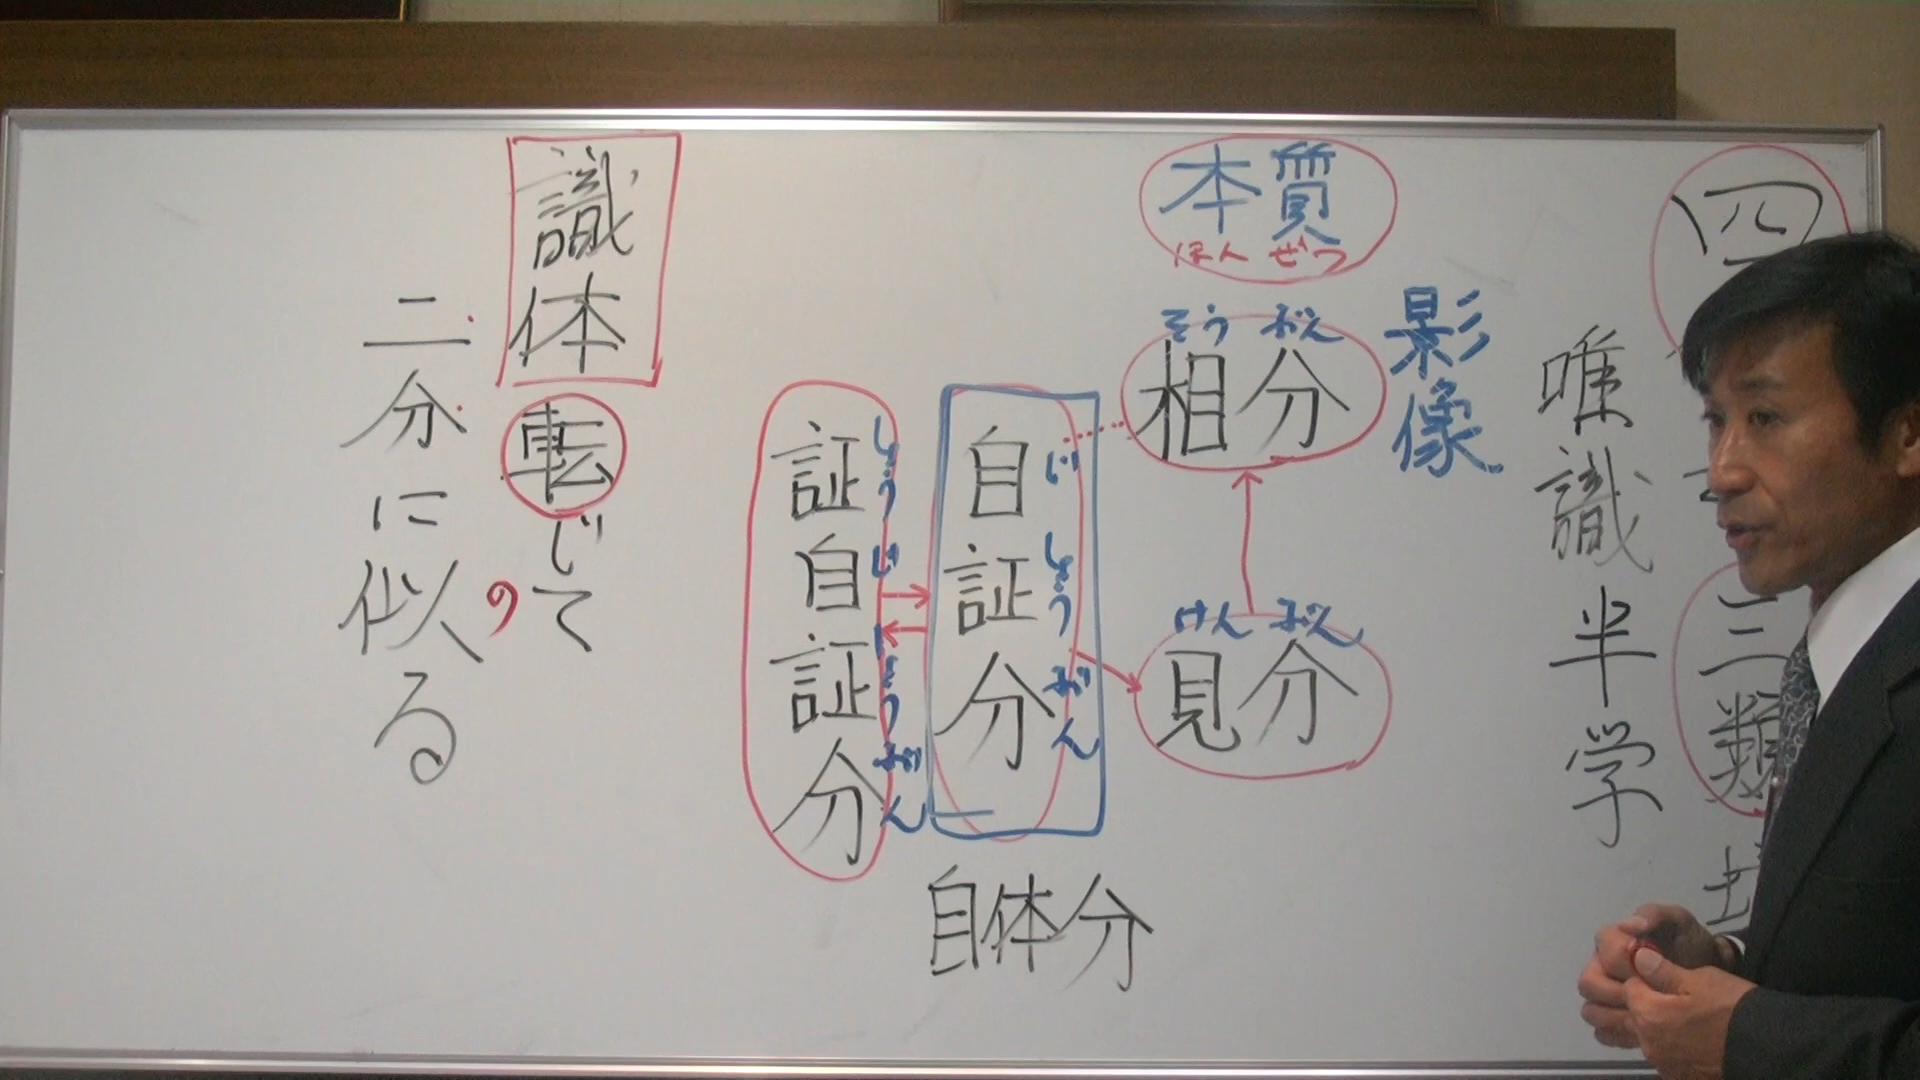 四
三類
唯識半学
本質
ほんぜつ
影像
そうぶん
相分
けんぶん
見分
自証分
じしょうぶん
自体分
証自証分
しょうじしょうぶん
識体転じて
の
二分に似る